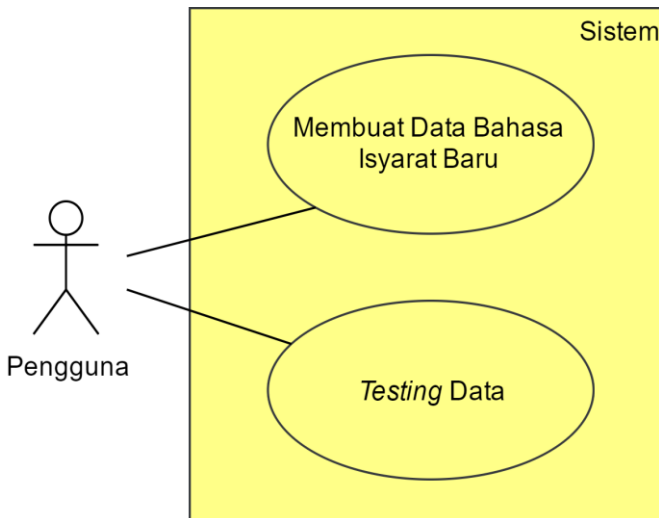 Sistem
Membuat Data Bahasa
Isyarat Baru
Pengguna
Testing Data